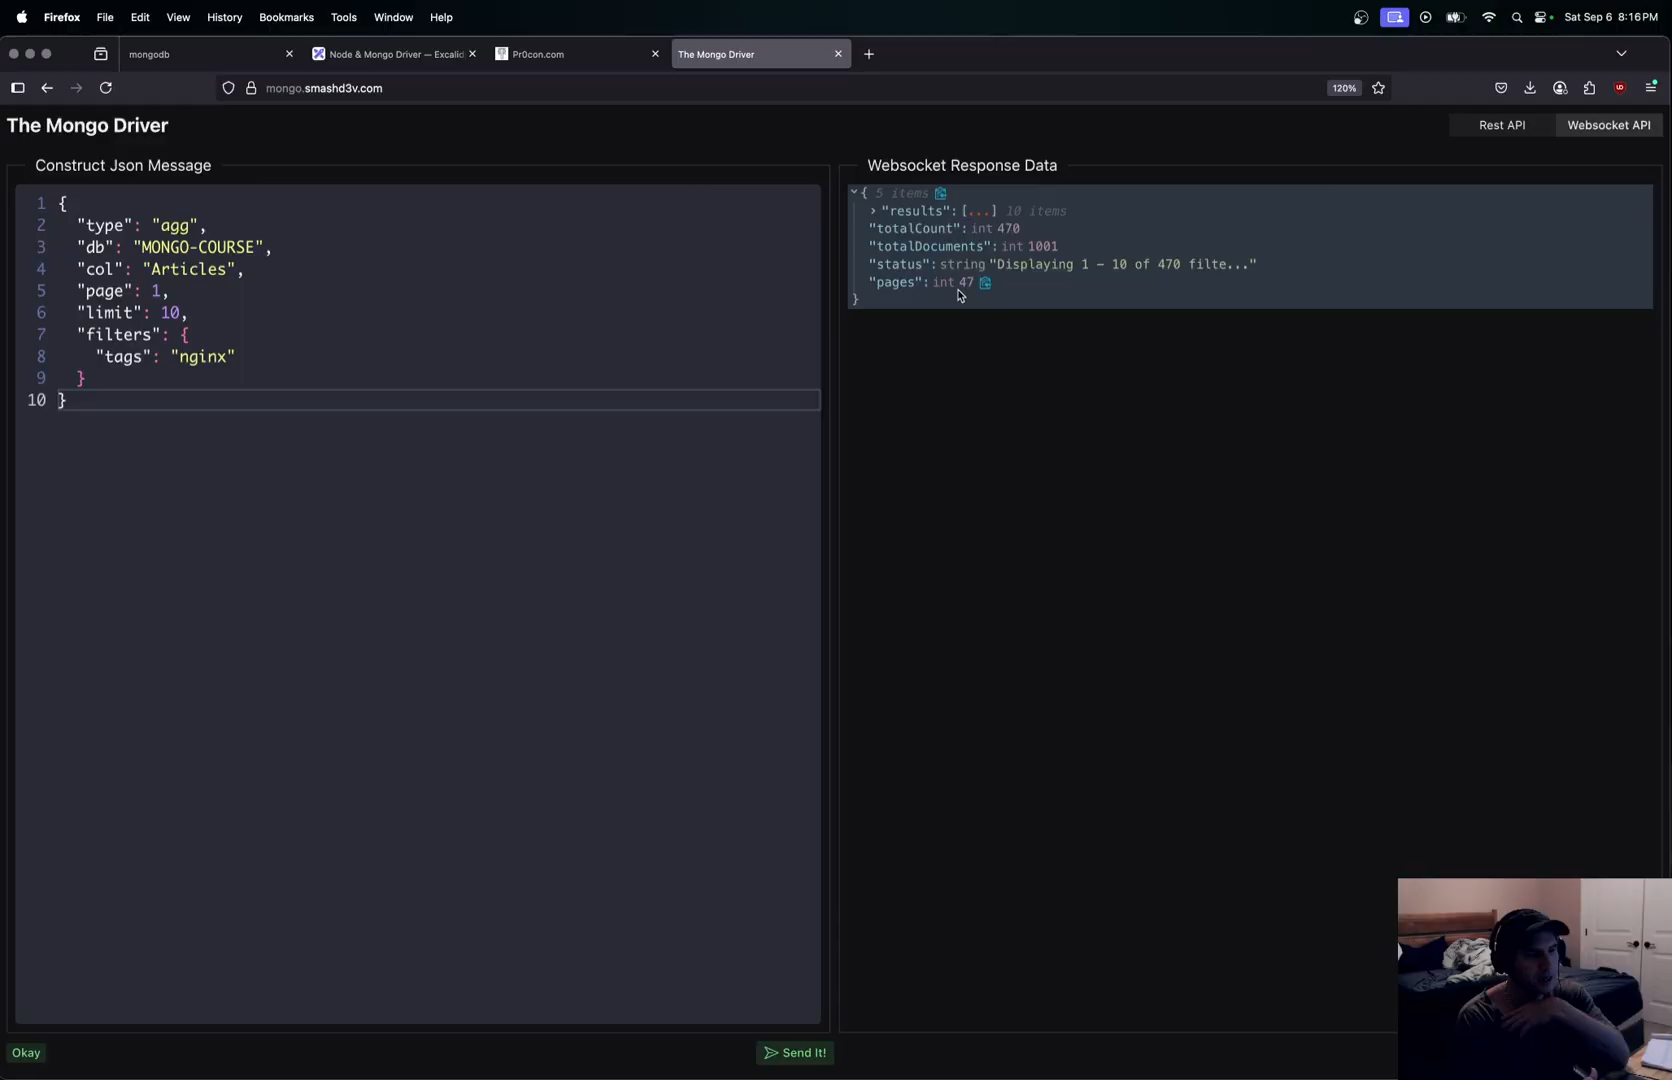 Firefox File Edit View History Bookmarks Tools Window Help Sat Sep 6 8:16 PM
mongodb Node & Mongo Driver — Excalid Pr0con.com The Mongo Driver
mongo.smashd3v.com 120%
The Mongo Driver Rest API Websocket API
Construct Json Message
1 {
2 "type": "agg",
3 "db": "MONGO-COURSE",
4 "col": "Articles",
5 "page": 1,
6 "limit": 10,
7 "filters": {
8 "tags": "nginx"
9 }
10 }
Websocket Response Data
{ 5 items
"results": [...] 10 items
"totalCount": int 470
"totalDocuments": int 1001
"status": string "Displaying 1 - 10 of 470 filte..."
"pages": int 47
}
Okay Send It!